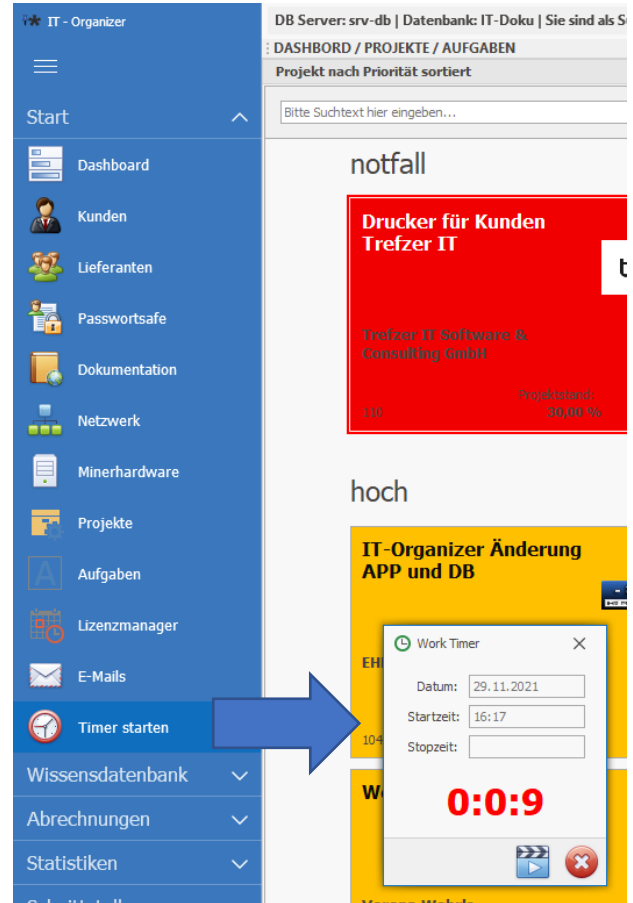 IT - Organizer
DB Server: srv-db | Datenbank: IT-Doku | Sie sind als
DASHBORD / PROJEKTE / AUFGABEN
Projekt nach Priorität sortiert
Start
Bitte Suchtext hier eingeben...
Dashboard
Kunden
Lieferanten
Passwortsafe
Dokumentation
Netzwerk
Minerhardware
Projekte
Aufgaben
Lizenzmanager
E-Mails
Timer starten
Wissensdatenbank
Abrechnungen
Statistiken
notfall
Drucker für Kunden
Trefzer IT
Trefzer IT Software &
Consulting GmbH
Projektstand:
110 30,00 %
hoch
IT-Organizer Änderung
APP und DB
104
Work Timer
Datum: 29.11.2021
Startzeit: 16:17
Stopzeit:
0:0:9